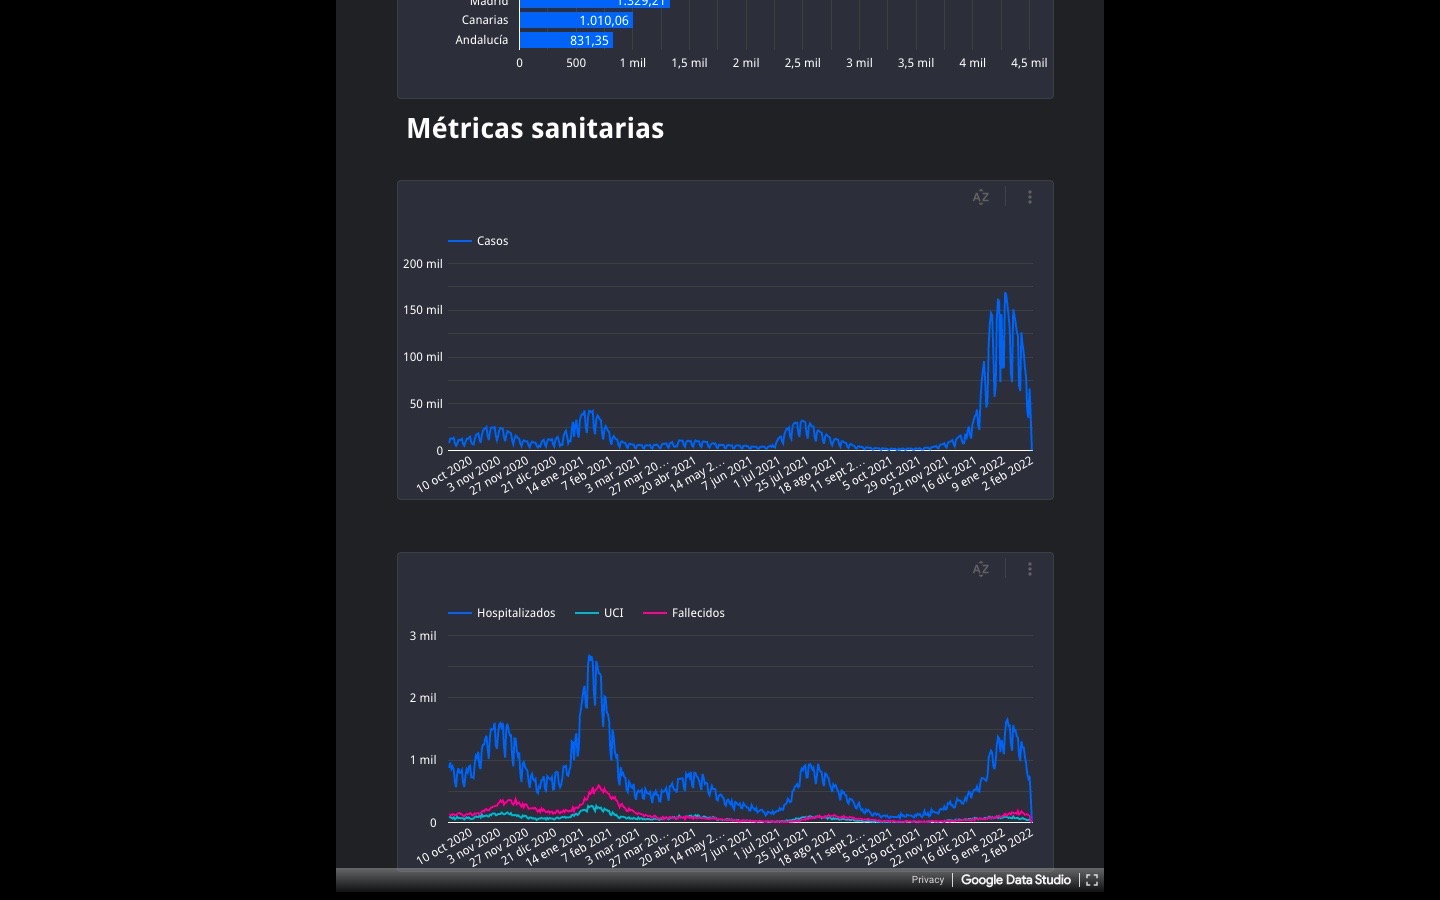 Madrid 1.329,21
Canarias 1.010,06
Andalucía 831,35
0 500 1 mil 1,5 mil 2 mil 2,5 mil 3 mil 3,5 mil 4 mil 4,5 mil
Métricas sanitarias
AZ
Casos
200 mil
150 mil
100 mil
50 mil
0
10 oct 2020 3 nov 2020 27 nov 2020 21 dic 2020 14 ene 2021 7 feb 2021 3 mar 2021 27 mar 20… 20 abr 2021 14 may 2… 7 jun 2021 1 jul 2021 25 jul 2021 18 ago 2021 11 sept 2… 5 oct 2021 29 oct 2021 22 nov 2021 16 dic 2021 9 ene 2022 2 feb 2022
AZ
Hospitalizados UCI Fallecidos
3 mil
2 mil
1 mil
0
10 oct 2020 3 nov 2020 27 nov 2020 21 dic 2020 14 ene 2021 7 feb 2021 3 mar 2021 27 mar 20… 20 abr 2021 14 may 2… 7 jun 2021 1 jul 2021 25 jul 2021 18 ago 2021 11 sept 2… 5 oct 2021 29 oct 2021 22 nov 2021 16 dic 2021 9 ene 2022 2 feb 2022
Privacy Google Data Studio